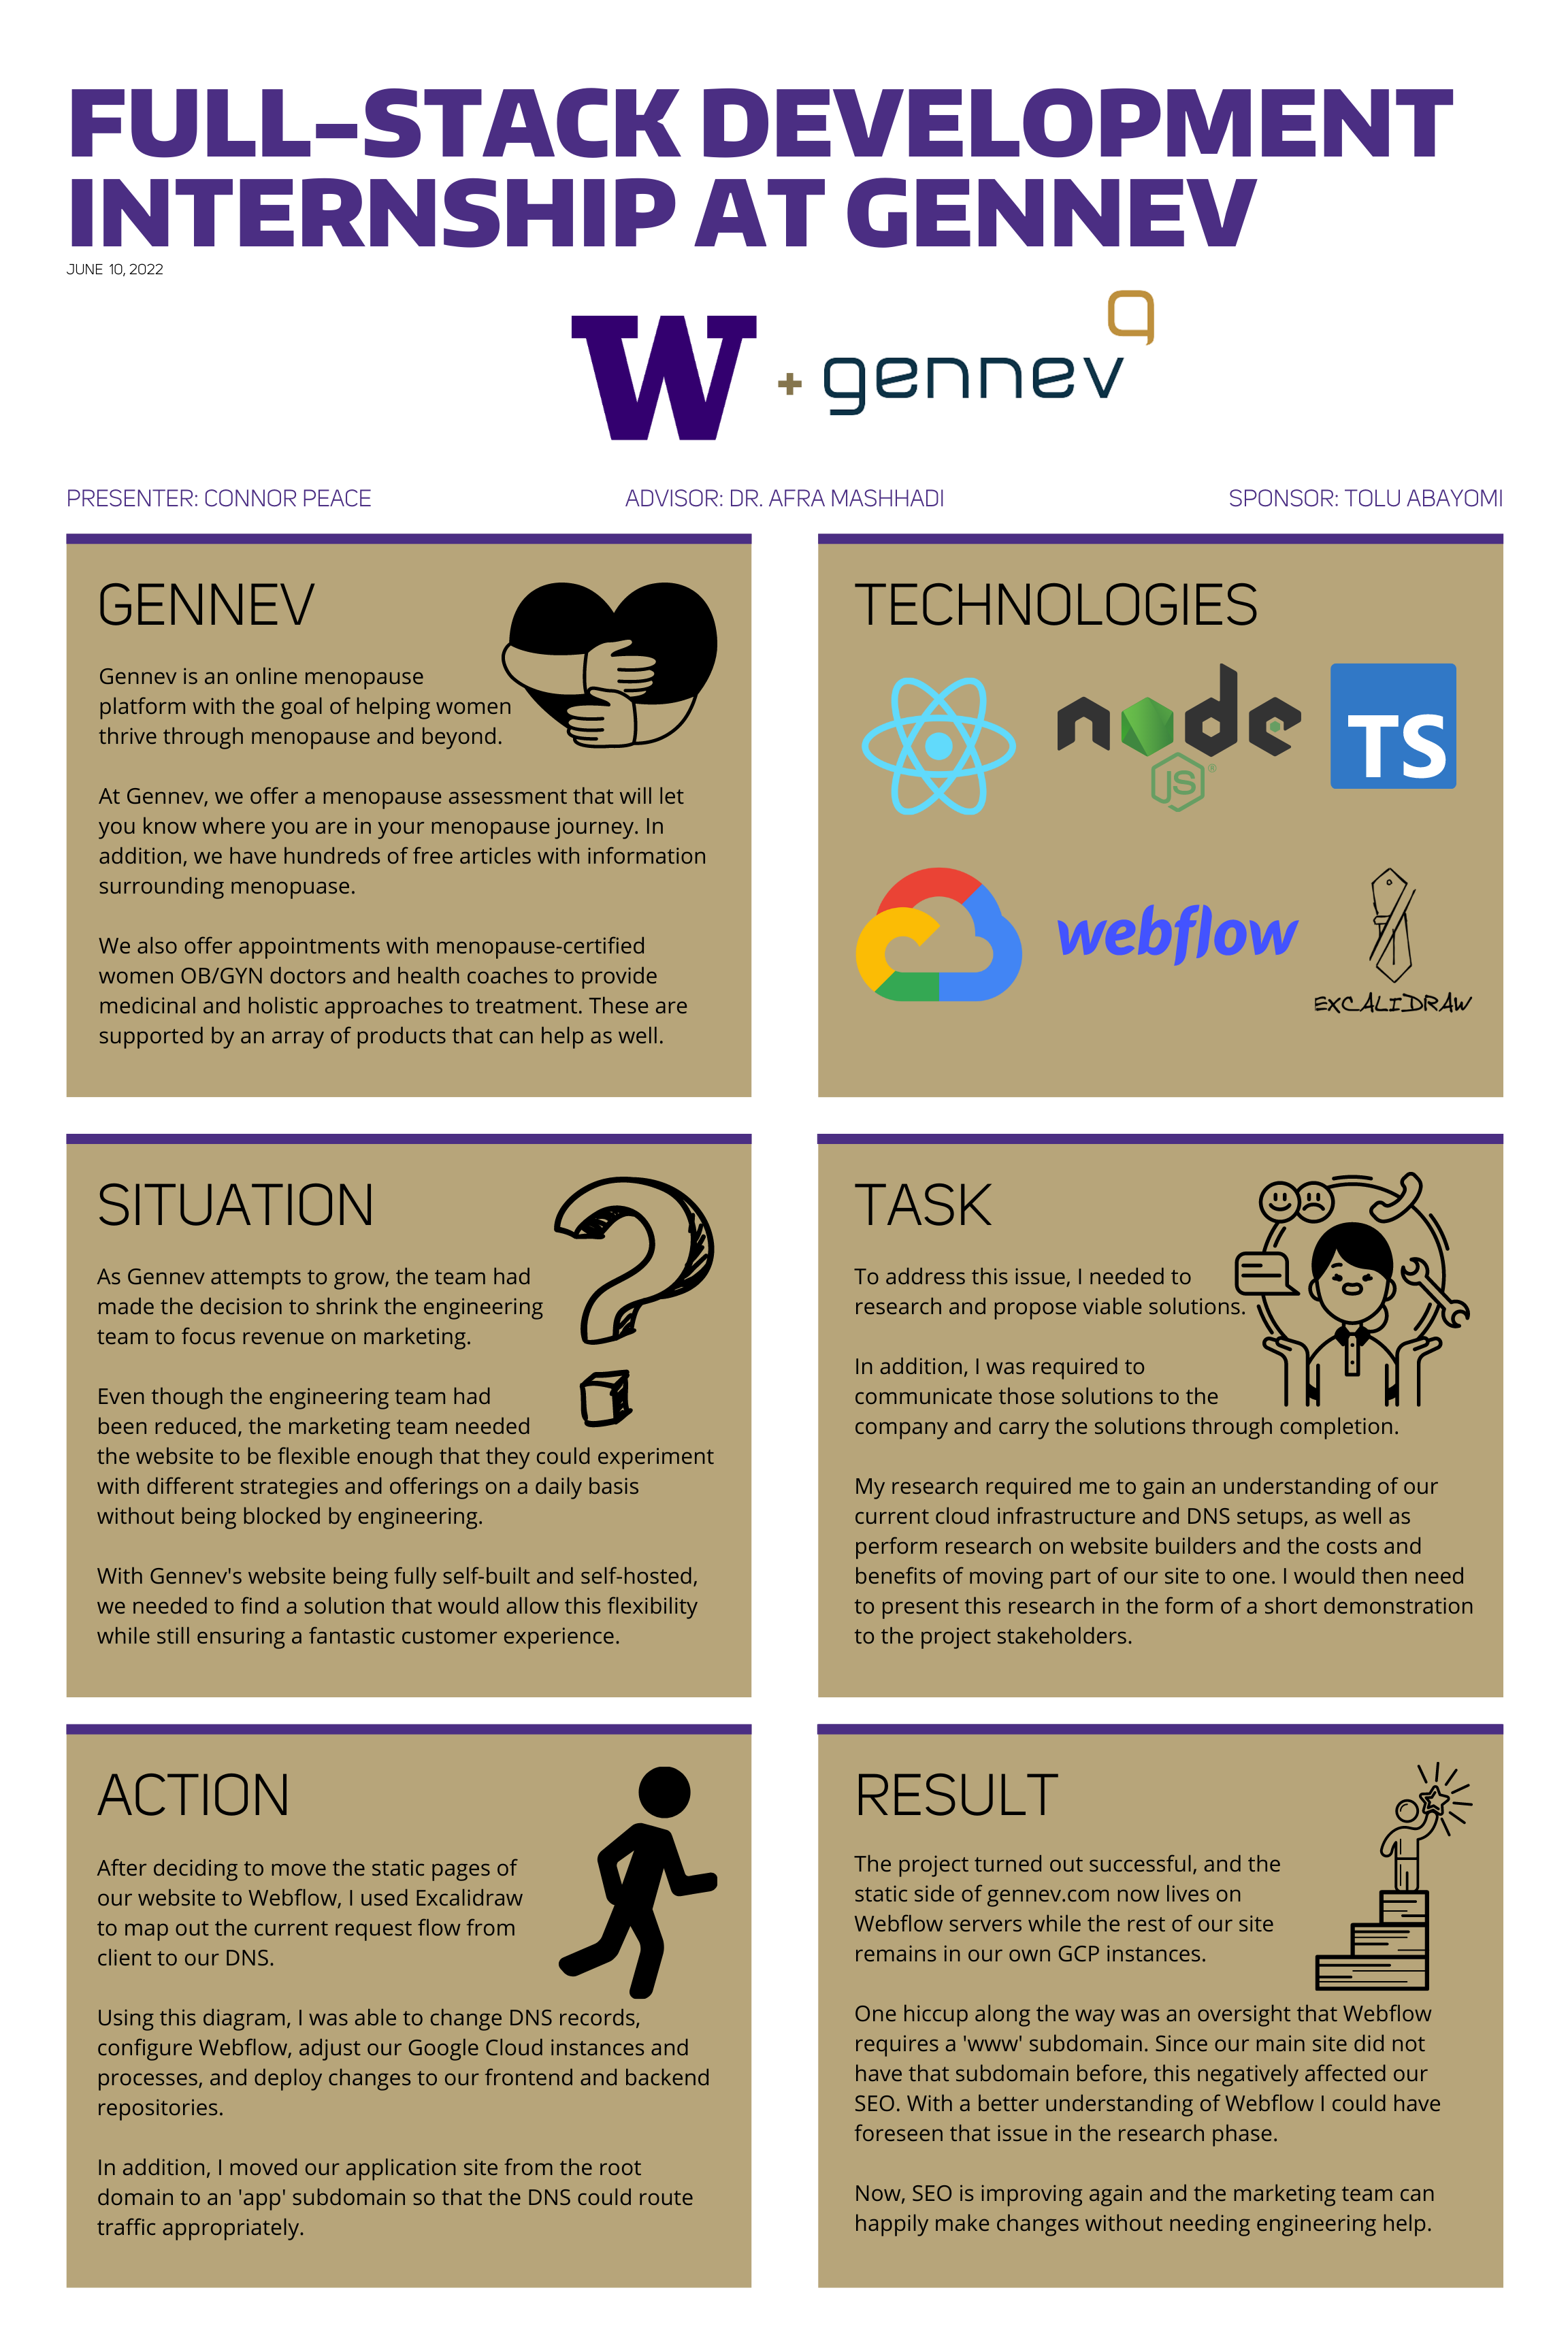 FULL-STACK DEVELOPMENT
INTERNSHIP AT GENNEV
JUNE 10, 2022
W + gennev
PRESENTER: CONNOR PEACE
ADVISOR: DR. AFRA MASHHADI
SPONSOR: TOLU ABAYOMI
GENNEV
Gennev is an online menopause
platform with the goal of helping women
thrive through menopause and beyond.
At Gennev, we offer a menopause assessment that will let
you know where you are in your menopause journey. In
addition, we have hundreds of free articles with information
surrounding menopuase.
We also offer appointments with menopause-certified
women OB/GYN doctors and health coaches to provide
medicinal and holistic approaches to treatment. These are
supported by an array of products that can help as well.
TECHNOLOGIES
node
JS®
TS
webflow
EXCALIDRAW
SITUATION
As Gennev attempts to grow, the team had
made the decision to shrink the engineering
team to focus revenue on marketing.
Even though the engineering team had
been reduced, the marketing team needed
the website to be flexible enough that they could experiment
with different strategies and offerings on a daily basis
without being blocked by engineering.
With Gennev's website being fully self-built and self-hosted,
we needed to find a solution that would allow this flexibility
while still ensuring a fantastic customer experience.
TASK
To address this issue, I needed to
research and propose viable solutions.
In addition, I was required to
communicate those solutions to the
company and carry the solutions through completion.
My research required me to gain an understanding of our
current cloud infrastructure and DNS setups, as well as
perform research on website builders and the costs and
benefits of moving part of our site to one. I would then need
to present this research in the form of a short demonstration
to the project stakeholders.
ACTION
After deciding to move the static pages of
our website to Webflow, I used Excalidraw
to map out the current request flow from
client to our DNS.
Using this diagram, I was able to change DNS records,
configure Webflow, adjust our Google Cloud instances and
processes, and deploy changes to our frontend and backend
repositories.
In addition, I moved our application site from the root
domain to an 'app' subdomain so that the DNS could route
traffic appropriately.
RESULT
The project turned out successful, and the
static side of gennev.com now lives on
Webflow servers while the rest of our site
remains in our own GCP instances.
One hiccup along the way was an oversight that Webflow
requires a 'www' subdomain. Since our main site did not
have that subdomain before, this negatively affected our
SEO. With a better understanding of Webflow I could have
foreseen that issue in the research phase.
Now, SEO is improving again and the marketing team can
happily make changes without needing engineering help.